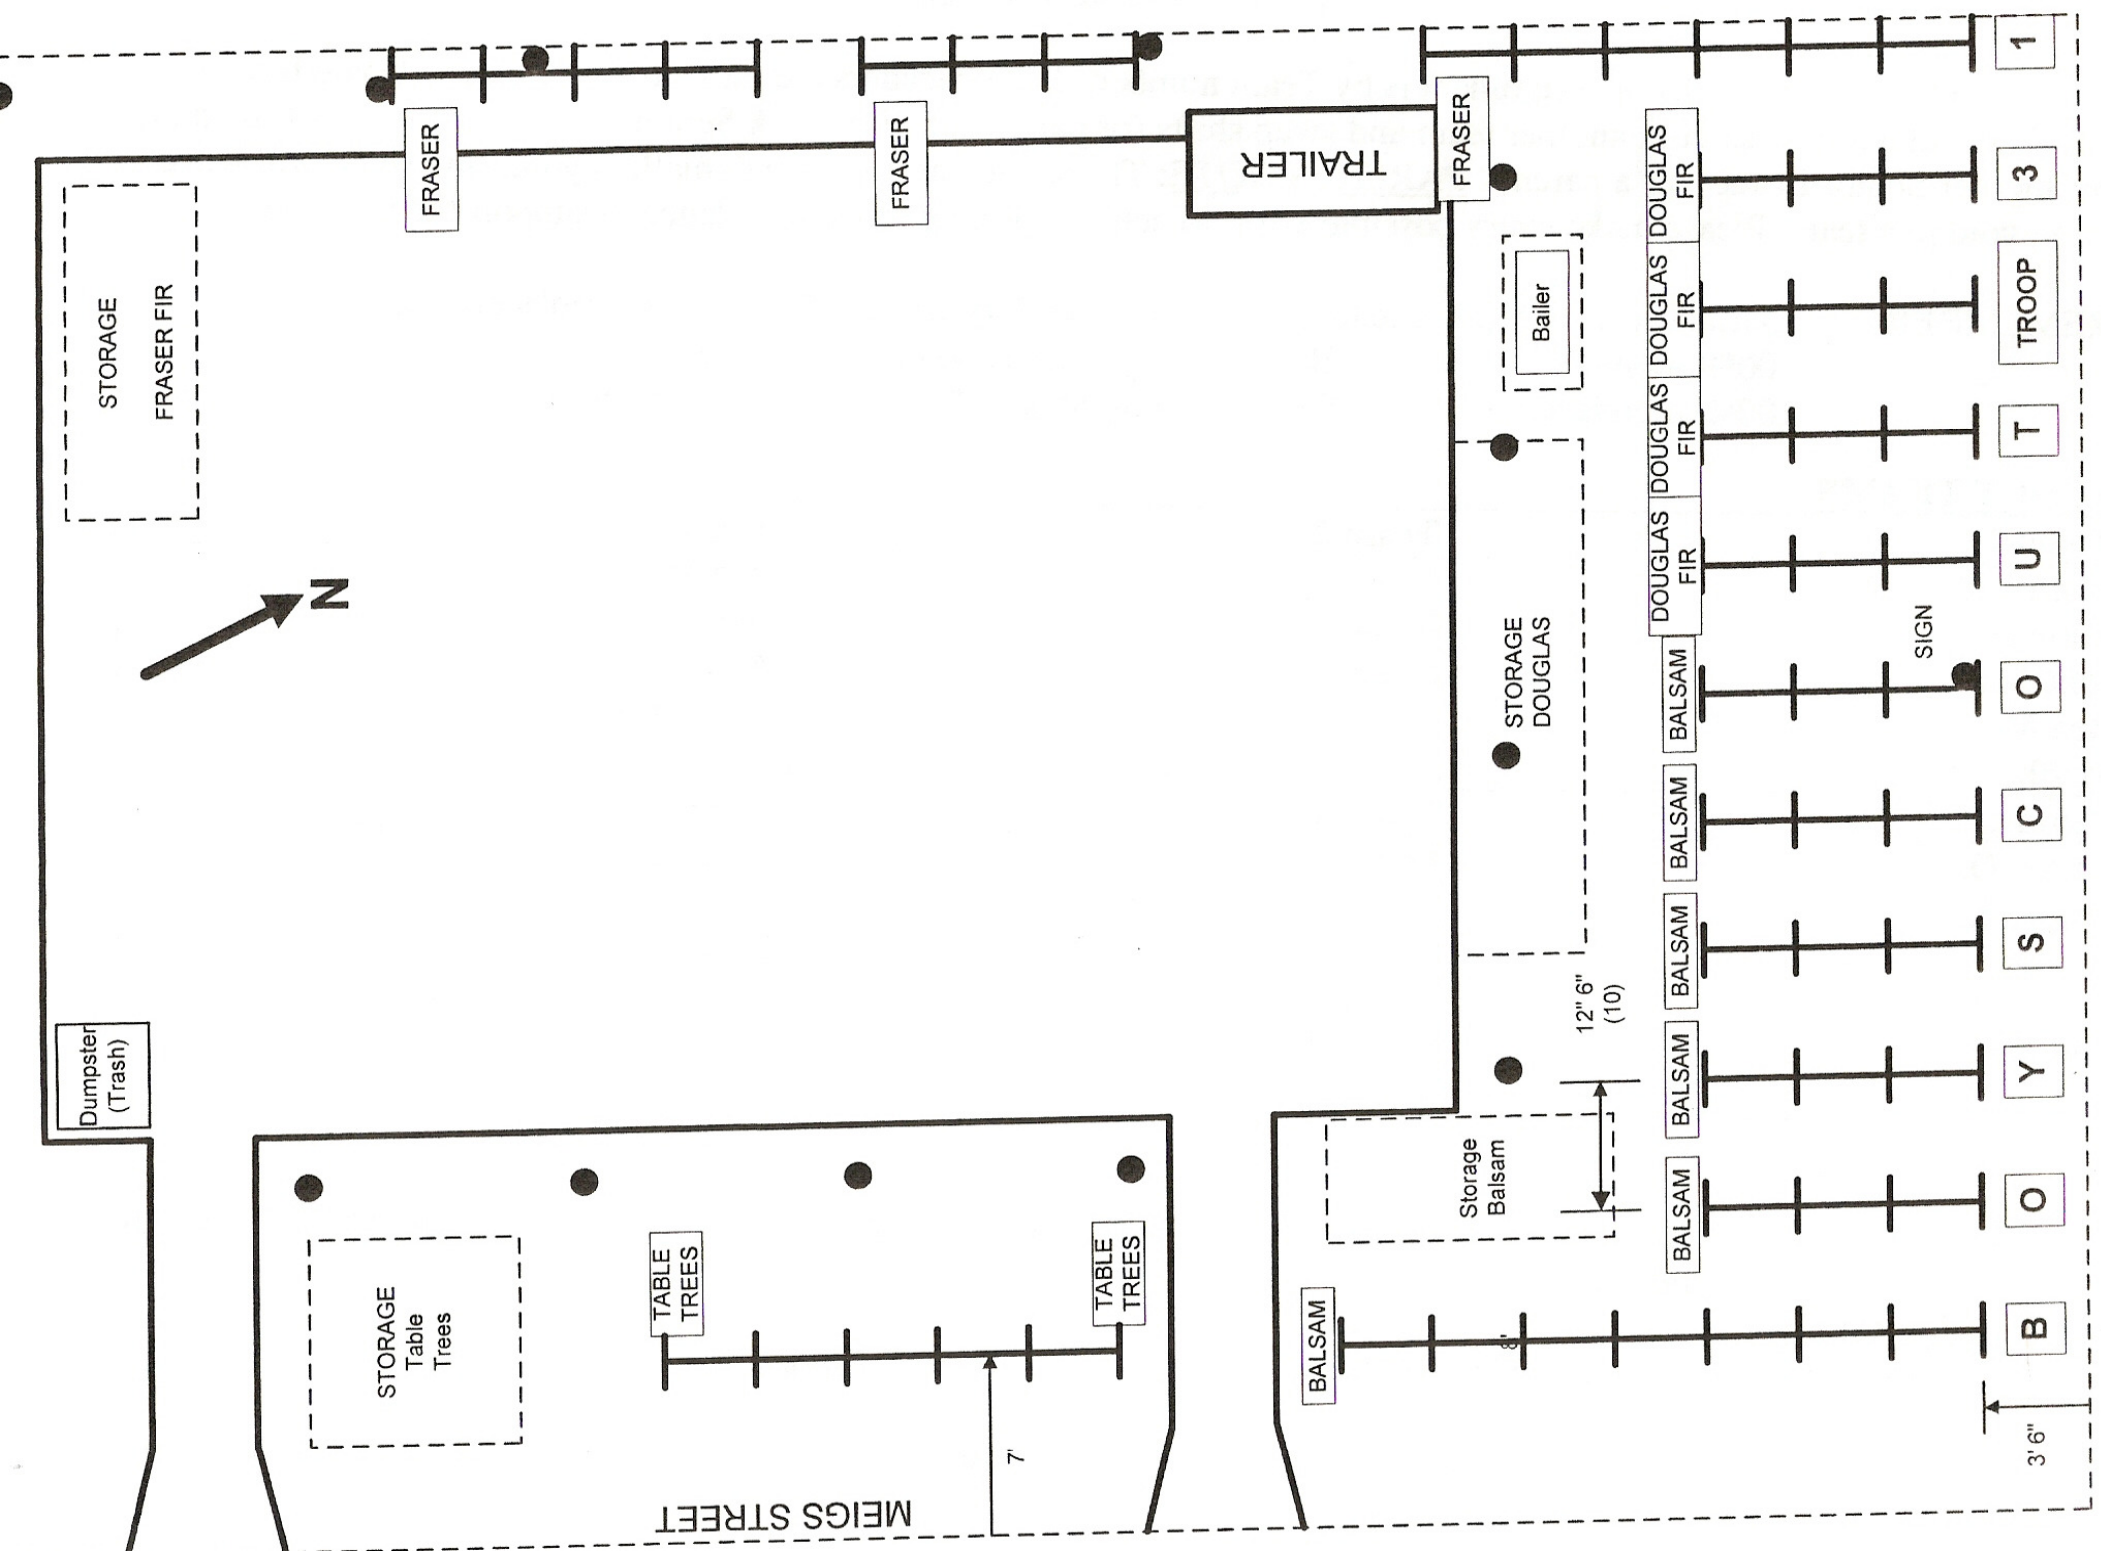 STORAGE
FRASER FIR
FRASER
FRASER
TRAILER
FRASER
Bailer
N
Dumpster
(Trash)
STORAGE
DOUGLAS
STORAGE
Table
Trees
TABLE
TREES
TABLE
TREES
7'
MEIGS STREET
Storage
Balsam
12" 6"
(10)
BALSAM
8'
BALSAM
BALSAM
BALSAM
BALSAM
BALSAM
DOUGLAS
FIR
DOUGLAS
FIR
DOUGLAS
FIR
DOUGLAS
FIR
SIGN
3' 6"
B
O
Y
S
C
O
U
T
TROOP
3
1